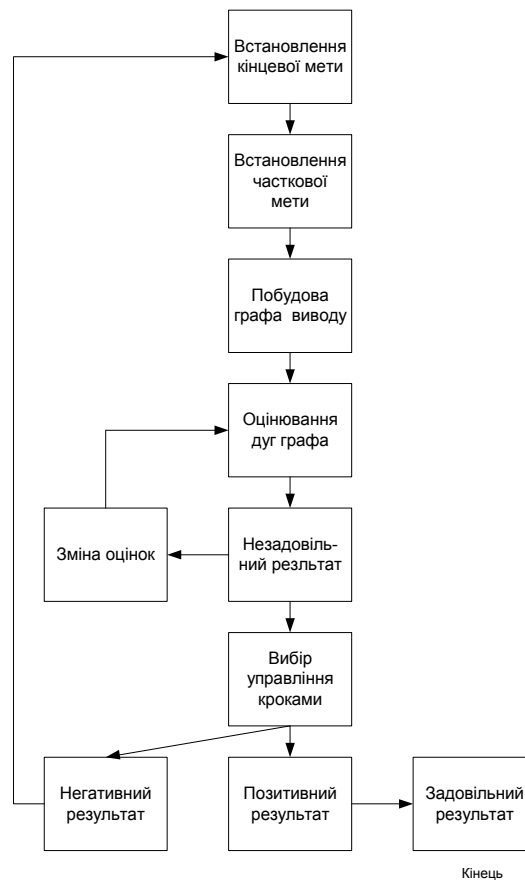 Встановлення
кінцевої мети
Встановлення
часткової
мети
Побудова
графа виводу
Оцінювання
дуг графа
Зміна оцінок
Незадовіль-
ний резльтат
Вибір
управління
кроками
Негативний
результат
Позитивний
результат
Задовільний
результат
Кінець